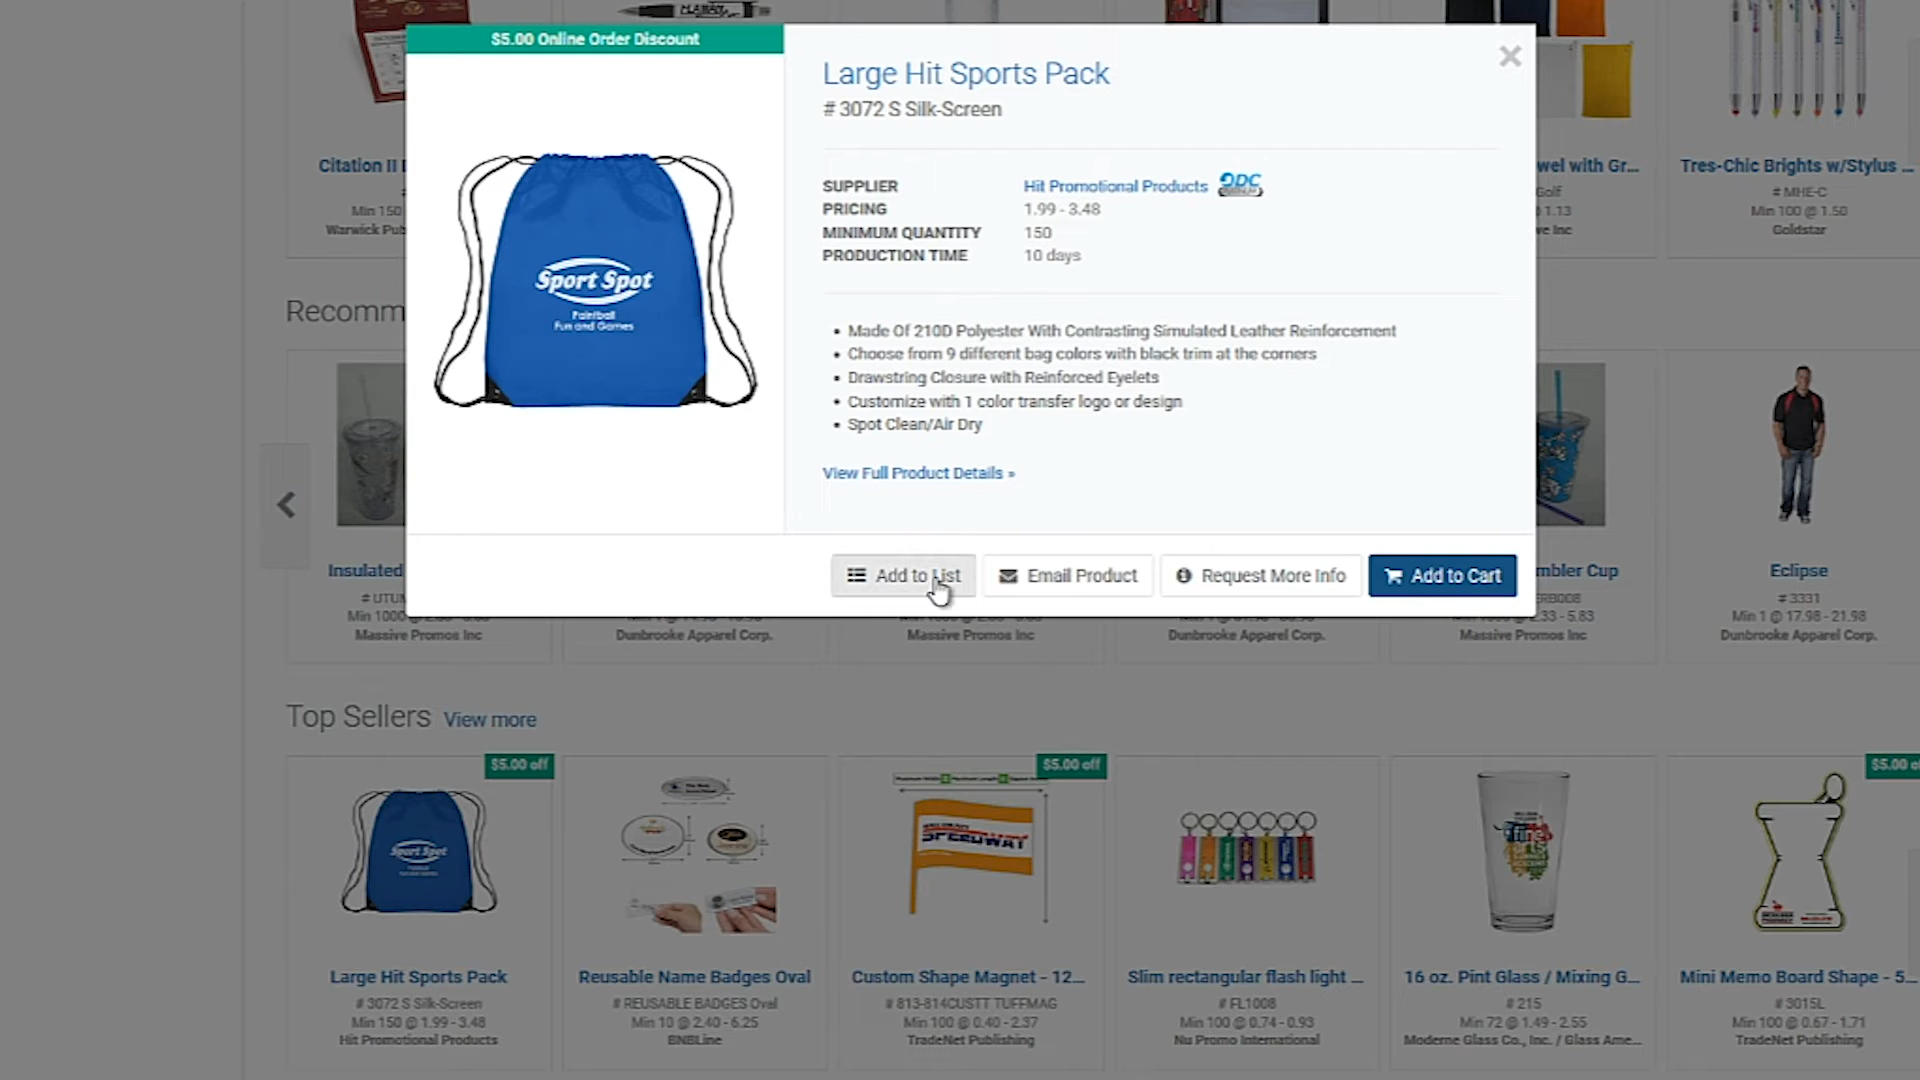 $5.00 Online Order Discount
Large Hit Sports Pack
# 3072 S Silk-Screen
SUPPLIER Hit Promotional Products
PRICING 1.99 - 3.48
MINIMUM QUANTITY 150
PRODUCTION TIME 10 days
• Made Of 210D Polyester With Contrasting Simulated Leather Reinforcement
• Choose from 9 different bag colors with black trim at the corners
• Drawstring Closure with Reinforced Eyelets
• Customize with 1 color transfer logo or design
• Spot Clean/Air Dry
View Full Product Details »
Sport Spot
Paintball
Fun and Games
Add to List
Email Product
Request More Info
Add to Cart
Citation II
Min 150
Warwick Pub
wel with Gr...
Golf
1.13
ve Inc
Tres-Chic Brights w/Stylus ...
# MHE-C
Min 100 @ 1.50
Goldstar
Recomm
Insulated
# UTUM
Min 1000
Massive Promos Inc
Dunbrooke Apparel Corp.
Massive Promos Inc
Dunbrooke Apparel Corp.
mbler Cup
ERB008
2.33 - 5.83
Massive Promos Inc
Eclipse
# 3331
Min 1 @ 17.98 - 21.98
Dunbrooke Apparel Corp.
Top Sellers View more
$5.00 off
Sport Spot
Large Hit Sports Pack
# 3072 S Silk-Screen
Min 150 @ 1.99 - 3.48
Hit Promotional Products
Reusable Name Badges Oval
# REUSABLE BADGES Oval
Min 10 @ 2.40 - 6.25
BNBLine
$5.00 off
SPEEDWAY
Custom Shape Magnet - 12...
# 813-814CUSTT TUFFMAG
Min 100 @ 0.40 - 2.37
TradeNet Publishing
Slim rectangular flash light ...
# FL1008
Min 100 @ 0.74 - 0.93
Nu Promo International
16 oz. Pint Glass / Mixing G...
# 215
Min 72 @ 1.49 - 2.55
Moderne Glass Co., Inc. / Glass Ame...
$5.00 o
Mini Memo Board Shape - 5...
# 3015L
Min 100 @ 0.67 - 1.71
TradeNet Publishing